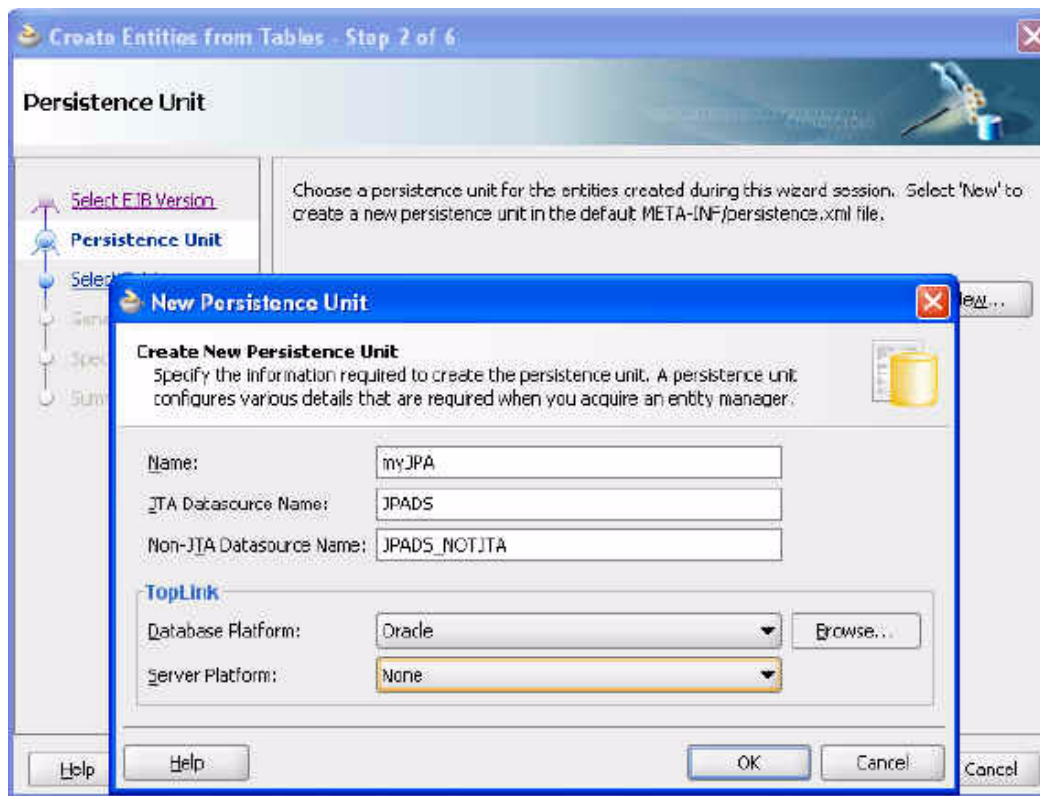 Create Entities from Tables - Step 2 of 6
Persistence Unit
Select EJB Version
Persistence Unit
Selec
Choose a persistence unit for the entities created during this wizard session. Select 'New' to
create a new persistence unit in the default META-INF/persistence.xml file.
ew...
Gene
Spec
Summ
New Persistence Unit
Create New Persistence Unit
Specify the information required to create the persistence unit. A persistence unit
configures various details that are required when you acquire an entity manager.
Name:
myJPA
JTA Datasource Name:
JPADS
Non-JTA Datasource Name:
JPADS_NOTJTA
TopLink
Database Platform:
Oracle
Browse...
Server Platform:
None
Help
OK
Cancel
Help
Cancel